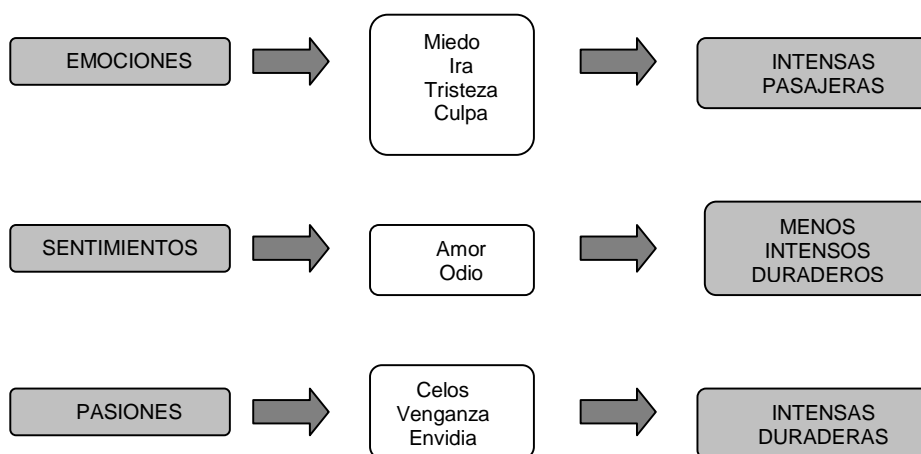 EMOCIONES
Miedo
Ira
Tristeza
Culpa
INTENSAS
PASAJERAS
SENTIMIENTOS
Amor
Odio
MENOS
INTENSOS
DURADEROS
PASIONES
Celos
Venganza
Envidia
INTENSAS
DURADERAS